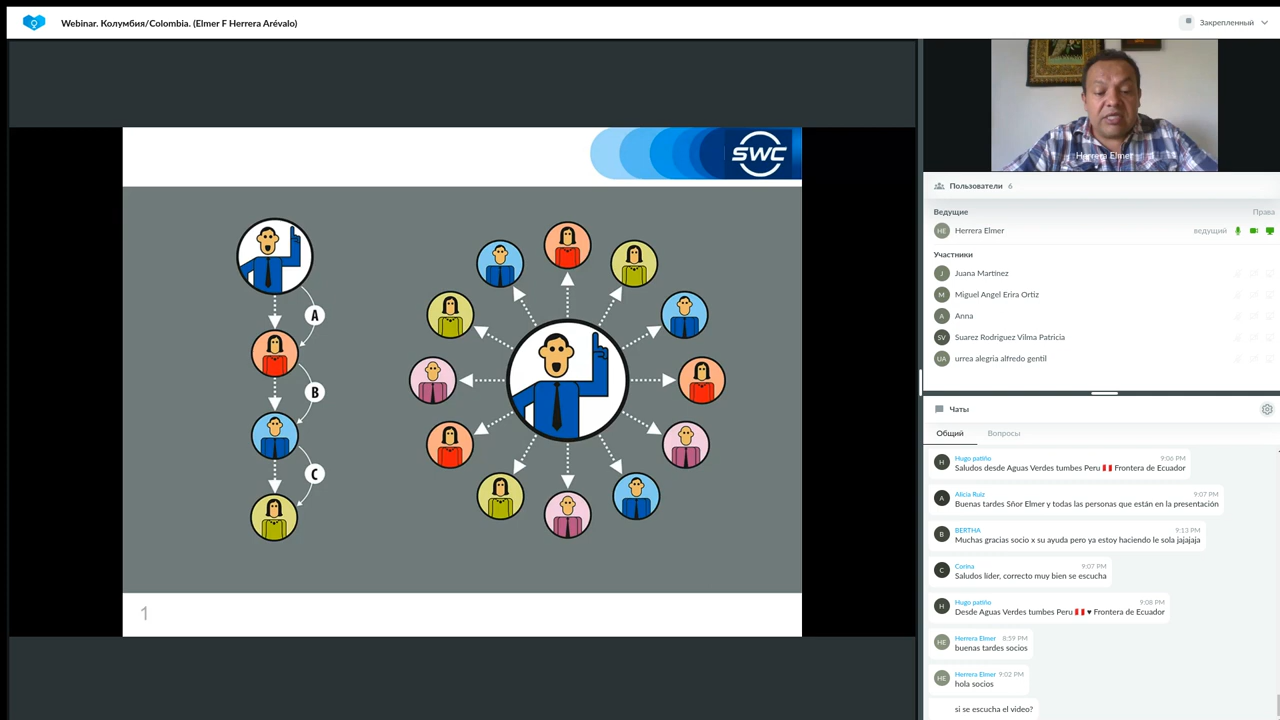 Webinar. Колумбия/Colombia. (Elmer F Herrera Arévalo)
Закрепленный
SWC
A
B
C
1
Herrera Elmer
Пользователи 6
Ведущие Права
HE Herrera Elmer ведущий
Участники
J Juana Martínez
M Miguel Angel Erira Ortiz
A Anna
SV Suarez Rodriguez Vilma Patricia
UA urrea alegria alfredo gentil
Чаты
Общий Вопросы
H Hugo patiño 9:06 PM
Saludos desde Aguas Verdes tumbes Peru 🇵🇪 Frontera de Ecuador
A Alicia Ruiz 9:07 PM
Buenas tardes Sñor Elmer y todas las personas que están en la presentación
B BERTHA 9:13 PM
Muchas gracias socio x su ayuda pero ya estoy haciendo le sola jajajaja
C Corina 9:07 PM
Saludos líder, correcto muy bien se escucha
H Hugo patiño 9:08 PM
Desde Aguas Verdes tumbes Peru 🇵🇪 ♥ Frontera de Ecuador
HE Herrera Elmer 8:59 PM
buenas tardes socios
HE Herrera Elmer 9:02 PM
hola socios
si se escucha el video?